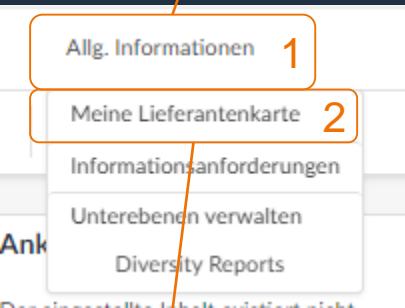 Allg. Informationen 1
Meine Lieferantenkarte 2
Informationsanforderungen
Unterebenen verwalten
Ank
Diversity Reports